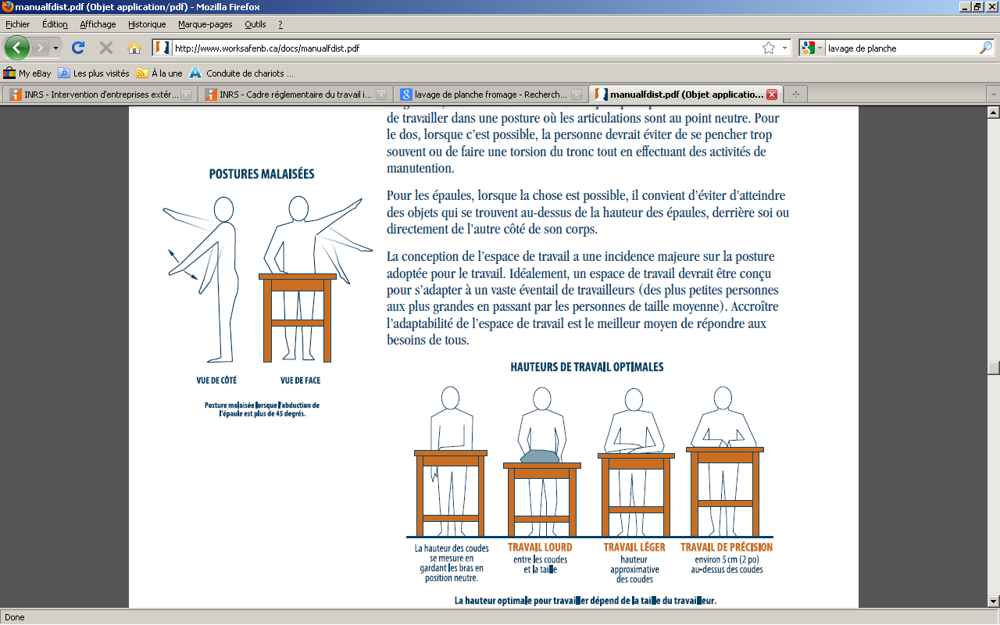 manualfdist.pdf (Objet application/pdf) - Mozilla Firefox
Fichier Édition Affichage Historique Marque-pages Outils ?
http://www.worksafenb.ca/docs/manualfdist.pdf
lavage de planche
My eBay Les plus visités À la une Conduite de chariots ...
INRS - Intervention d'entreprises extér... INRS - Cadre réglementaire du travail i... lavage de planche fromage - Recherch... manualfdist.pdf (Objet applicatio...
de travailler dans une posture où les articulations sont au point neutre. Pour
le dos, lorsque c'est possible, la personne devrait éviter de se pencher trop
souvent ou de faire une torsion du tronc tout en effectuant des activités de
manutention.
Pour les épaules, lorsque la chose est possible, il convient d'éviter d'atteindre
des objets qui se trouvent au-dessus de la hauteur des épaules, derrière soi ou
directement de l'autre côté de son corps.
La conception de l'espace de travail a une incidence majeure sur la posture
adoptée pour le travail. Idéalement, un espace de travail devrait être conçu
pour s'adapter à un vaste éventail de travailleurs (des plus petites personnes
aux plus grandes en passant par les personnes de taille moyenne). Accroître
l'adaptabilité de l'espace de travail est le meilleur moyen de répondre aux
besoins de tous.
POSTURES MALAISÉES
VUE DE CÔTÉ
VUE DE FACE
Posture malaisée lorsque l'abduction de
l'épaule est plus de 45 degrés.
HAUTEURS DE TRAVAIL OPTIMALES
La hauteur des coudes
se mesure en
gardant les bras en
position neutre.
TRAVAIL LOURD
entre les coudes
et la taille
TRAVAIL LÉGER
hauteur
approximative
des coudes
TRAVAIL DE PRÉCISION
environ 5 cm (2 po)
au-dessus des coudes
La hauteur optimale pour travailler dépend de la taille du travailleur.
Done